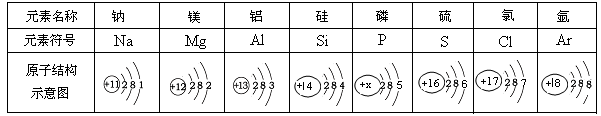 元素名称 钠 镁 铝 硅 磷 硫 氯 氩
元素符号 Na Mg Al Si P S Cl Ar
原子结构
示意图 +11 2 8 1 +12 2 8 2 +13 2 8 3 +14 2 8 4 +x 2 8 5 +16 2 8 6 +17 2 8 7 +18 2 8 8